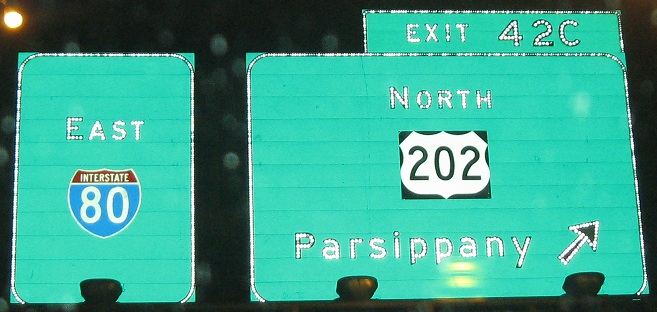 EAST
INTERSTATE
80
EXIT 42C
NORTH
202
Parsippany